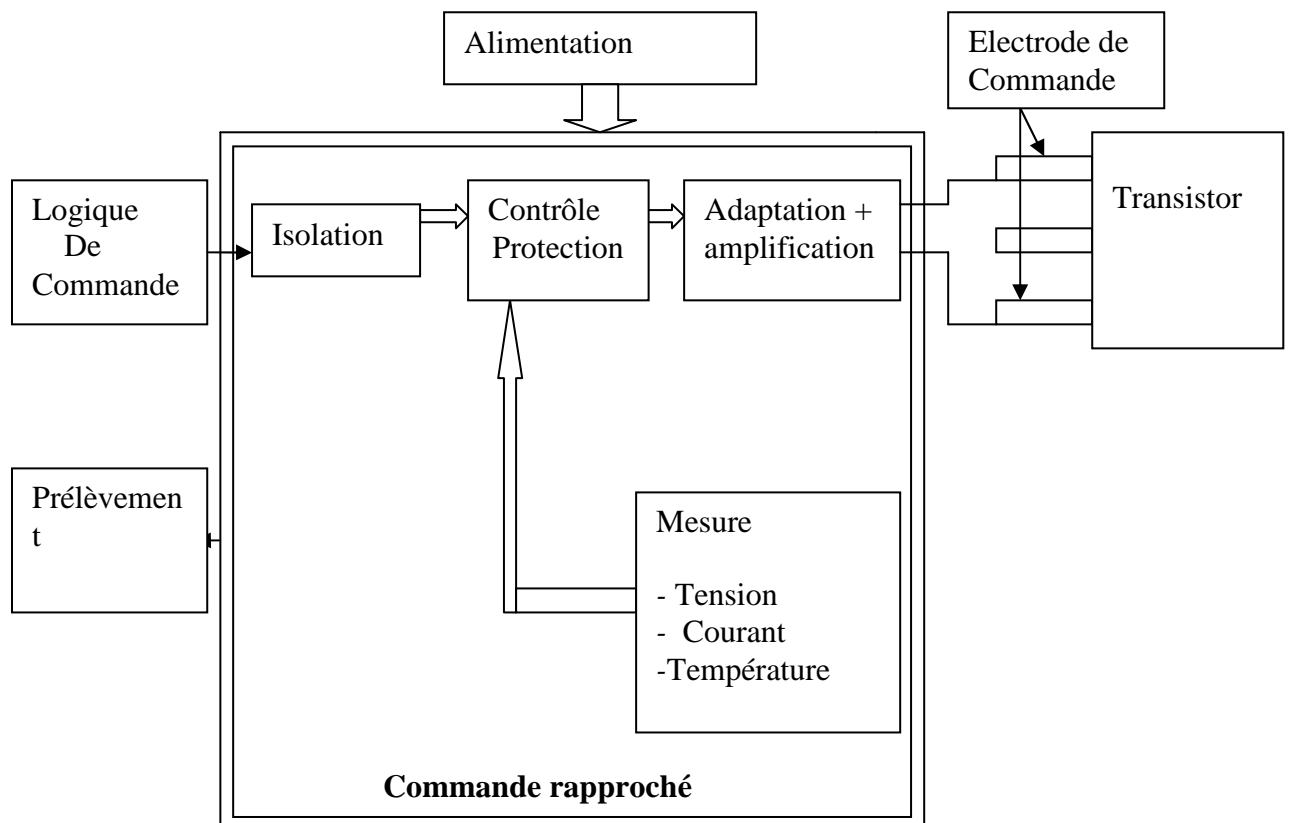 Alimentation
Electrode de
Commande
Logique
De
Commande
Isolation
Contrôle
Protection
Adaptation +
amplification
Transistor
Prélèvemen
t
Mesure
- Tension
- Courant
-Température
Commande rapproché